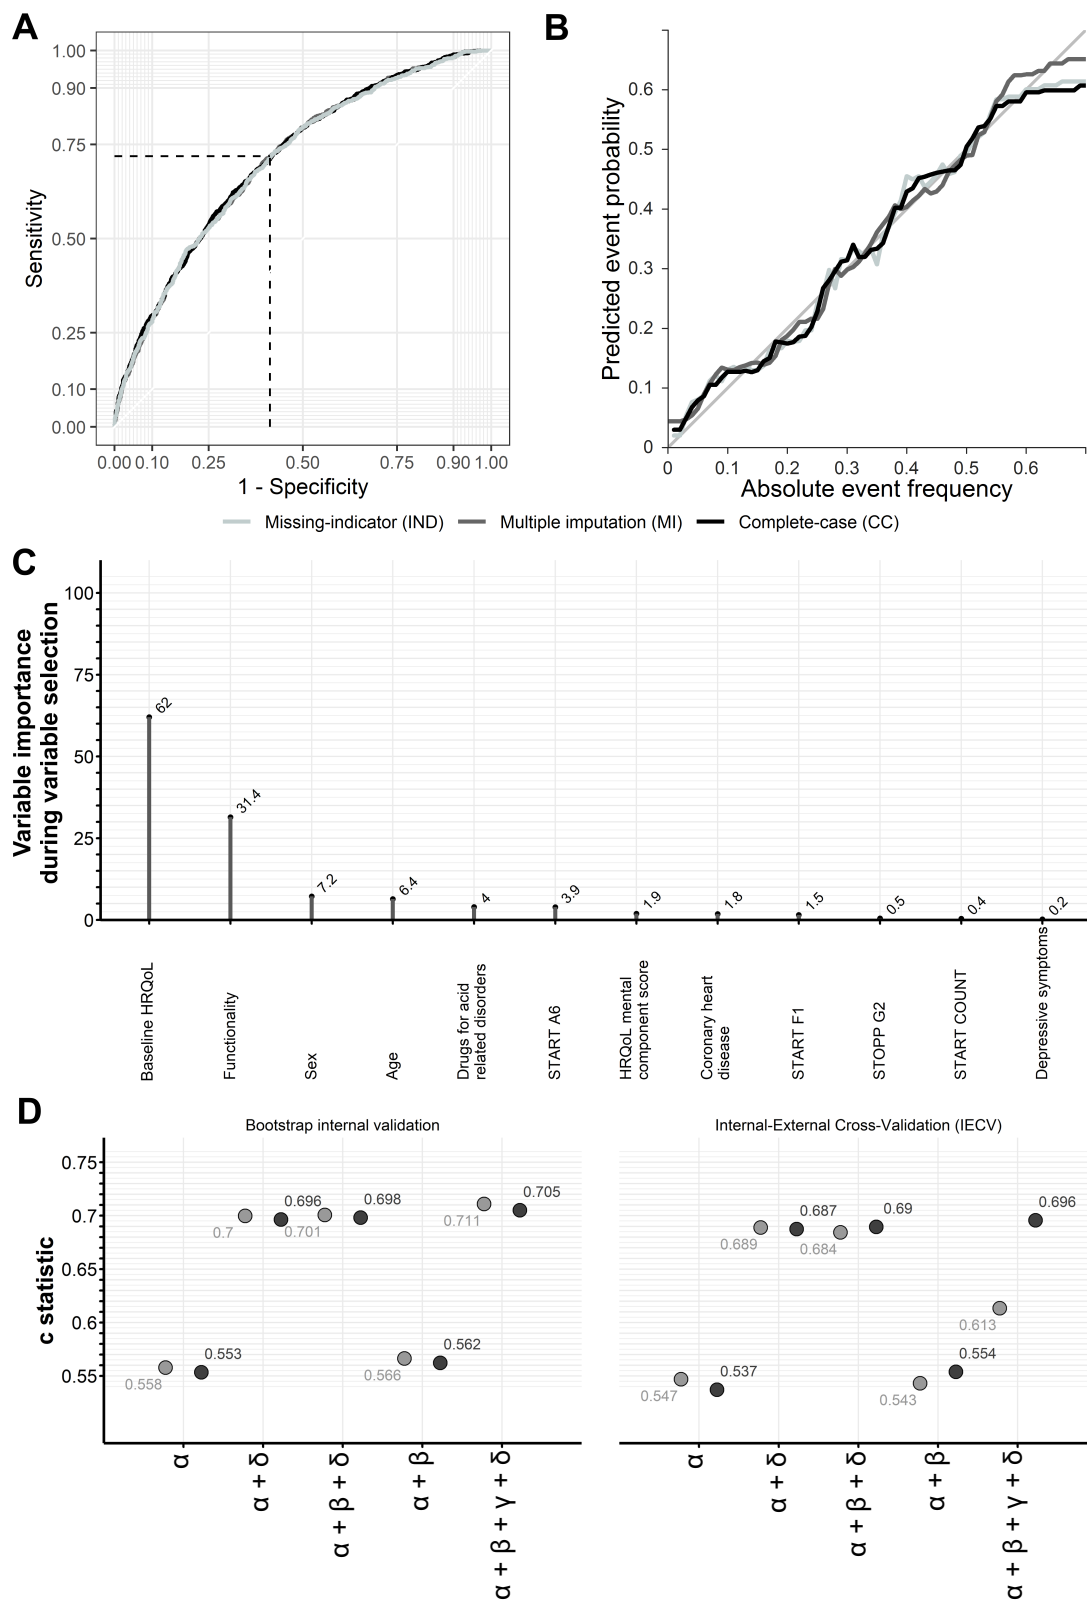 A
1.00
0.90
0.75
0.50
0.25
0.10
0.00
Sensitivity
0.00 0.10 0.25 0.50 0.75 0.90 1.00
1 - Specificity
B
0.6
0.5
0.4
0.3
0.2
0.1
0
Predicted event probability
0 0.1 0.2 0.3 0.4 0.5 0.6
Absolute event frequency
Missing-indicator (IND) Multiple imputation (MI) Complete-case (CC)
C
Variable importance
during variable selection
100
75
50
25
0
62
31.4
7.2
6.4
4
3.9
1.9
1.8
1.5
0.5
0.4
0.2
Baseline HRQoL
Functionality
Sex
Age
Drugs for acid
related disorders
START A6
HRQoL mental
component score
Coronary heart
disease
START F1
STOPP G2
START COUNT
Depressive symptoms
D
Bootstrap internal validation
c statistic
0.75
0.7
0.65
0.6
0.55
0.558
0.553
0.7
0.696
0.701
0.698
0.566
0.562
0.711
0.705
α
α + δ
α + β + δ
α + β
α + β + γ + δ
Internal-External Cross-Validation (IECV)
0.547
0.537
0.689
0.687
0.684
0.69
0.543
0.554
0.613
0.696
α
α + δ
α + β + δ
α + β
α + β + γ + δ